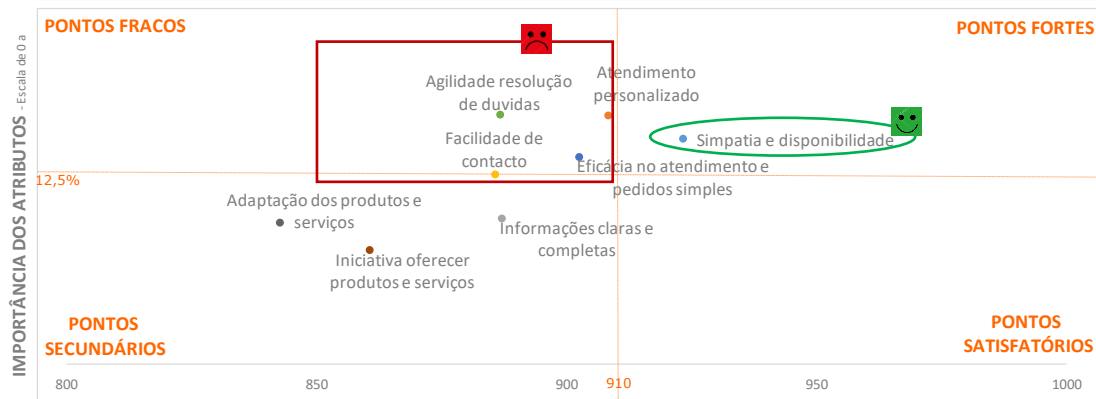 PONTOS FRACOS
PONTOS FORTES
Agilidade resolução
de duvidas
Atendimento
personalizado
Facilidade de
contacto
Simpatia e disponibilidade
Eficácia no atendimento e
pedidos simples
12,5%
Adaptação dos produtos e
serviços
Informações claras e
completas
Iniciativa oferecer
produtos e serviços
IMPORTÂNCIA DOS ATRIBUTOS - Escala de 0 a
PONTOS
SECUNDÁRIOS
PONTOS
SATISFATÓRIOS
800
850
900
910
950
1000